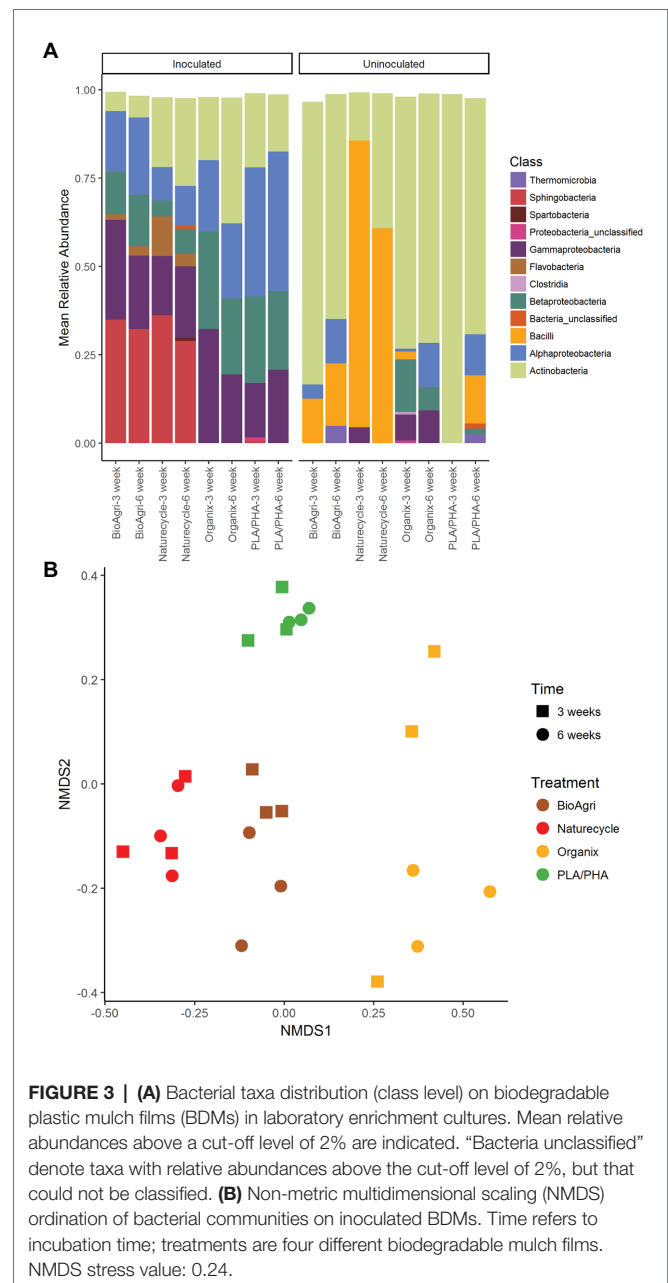 A
Inoculated
Uninoculated
Mean Relative Abundance
1.00
0.75
0.50
0.25
0.00
BioAgri-3 week
BioAgri-6 week
Naturecycle-3 week
Naturecycle-6 week
Organix-3 week
Organix-6 week
PLA/PHA-3 week
PLA/PHA-6 week
BioAgri-3 week
BioAgri-6 week
Naturecycle-3 week
Naturecycle-6 week
Organix-3 week
Organix-6 week
PLA/PHA-3 week
PLA/PHA-6 week
Class
Thermomicrobia
Sphingobacteria
Spartobacteria
Proteobacteria_unclassified
Gammaproteobacteria
Flavobacteria
Clostridia
Betaproteobacteria
Bacteria_unclassified
Bacilli
Alphaproteobacteria
Actinobacteria
B
NMDS2
0.4
0.2
0.0
-0.2
-0.4
-0.50
-0.25
0.00
0.25
0.50
NMDS1
Time
3 weeks
6 weeks
Treatment
BioAgri
Naturecycle
Organix
PLA/PHA
FIGURE 3 | (A) Bacterial taxa distribution (class level) on biodegradable
plastic mulch films (BDMs) in laboratory enrichment cultures. Mean relative
abundances above a cut-off level of 2% are indicated. “Bacteria unclassified”
denote taxa with relative abundances above the cut-off level of 2%, but that
could not be classified. (B) Non-metric multidimensional scaling (NMDS)
ordination of bacterial communities on inoculated BDMs. Time refers to
incubation time; treatments are four different biodegradable mulch films.
NMDS stress value: 0.24.